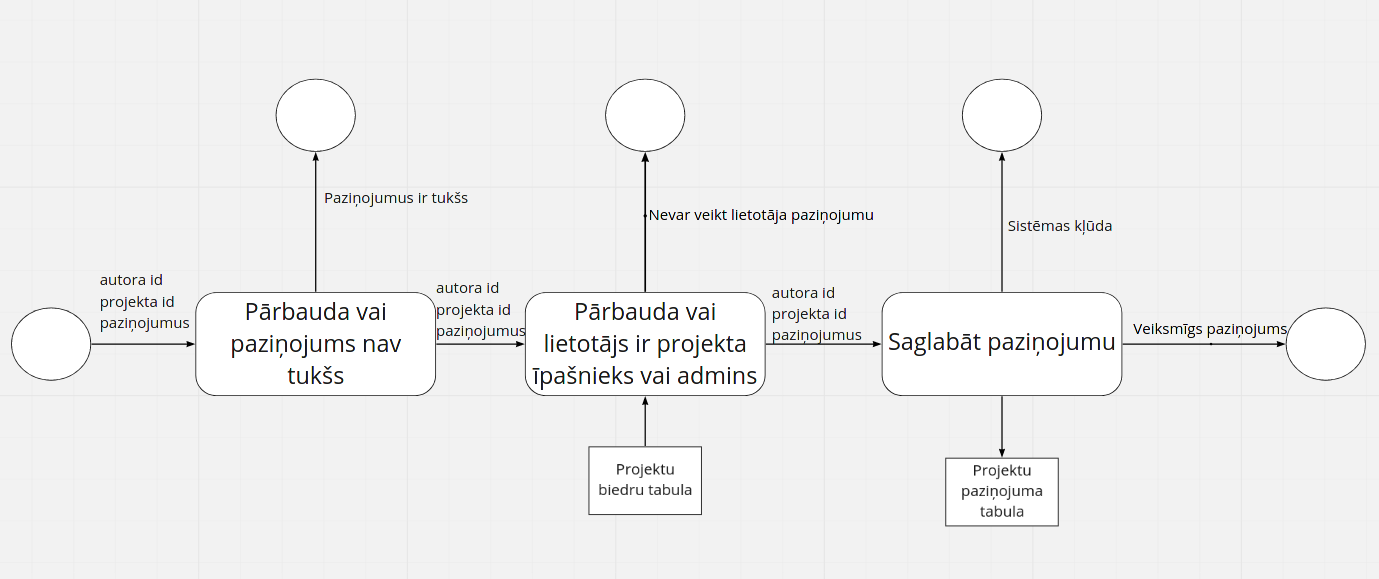 Paziņojumus ir tukšs
Nevar veikt lietotāja paziņojumu
Sistēmas kļūda
autora id
projekta id
paziņojumus
Pārbauda vai
paziņojums nav
tukšs
autora id
projekta id
paziņojumus
Pārbauda vai
lietotājs ir projekta
īpašnieks vai admins
autora id
projekta id
paziņojumus
Saglabāt paziņojumu
Veiksmīgs paziņojums
Projektu
biedru tabula
Projektu
paziņojuma
tabula